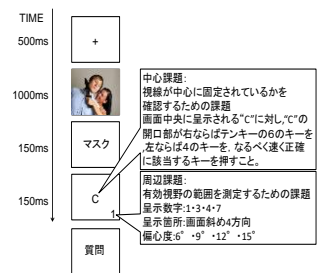 TIME
500ms
+
1000ms
中心課題:
視線が中心に固定されているかを
確認するための課題
画面中央に呈示される“C”に対し,“C”の
開口部が右ならばテンキーの6のキーを
,左ならば4のキーを, なるべく速く正確
に該当するキーを押すこと。
150ms
マスク
周辺課題:
有効視野の範囲を測定するための課題
呈示数字:1・3・4・7
呈示箇所:画面斜め4方向
偏心度:6°・9°・12°・15°
150ms
C
1
質問